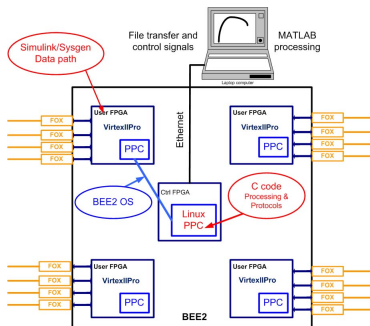 File transfer and
control signals
MATLAB
processing
Laptop computer
Simulink/Sysgen
Data path
Ethernet
User FPGA
VirtexIIPro
PPC
FOX
FOX
FOX
FOX
User FPGA
VirtexIIPro
PPC
FOX
FOX
FOX
FOX
BEE2 OS
Ctrl FPGA
Linux
PPC
C code
Processing &
Protocols
User FPGA
VirtexIIPro
PPC
FOX
FOX
FOX
FOX
User FPGA
VirtexIIPro
PPC
FOX
FOX
FOX
FOX
BEE2